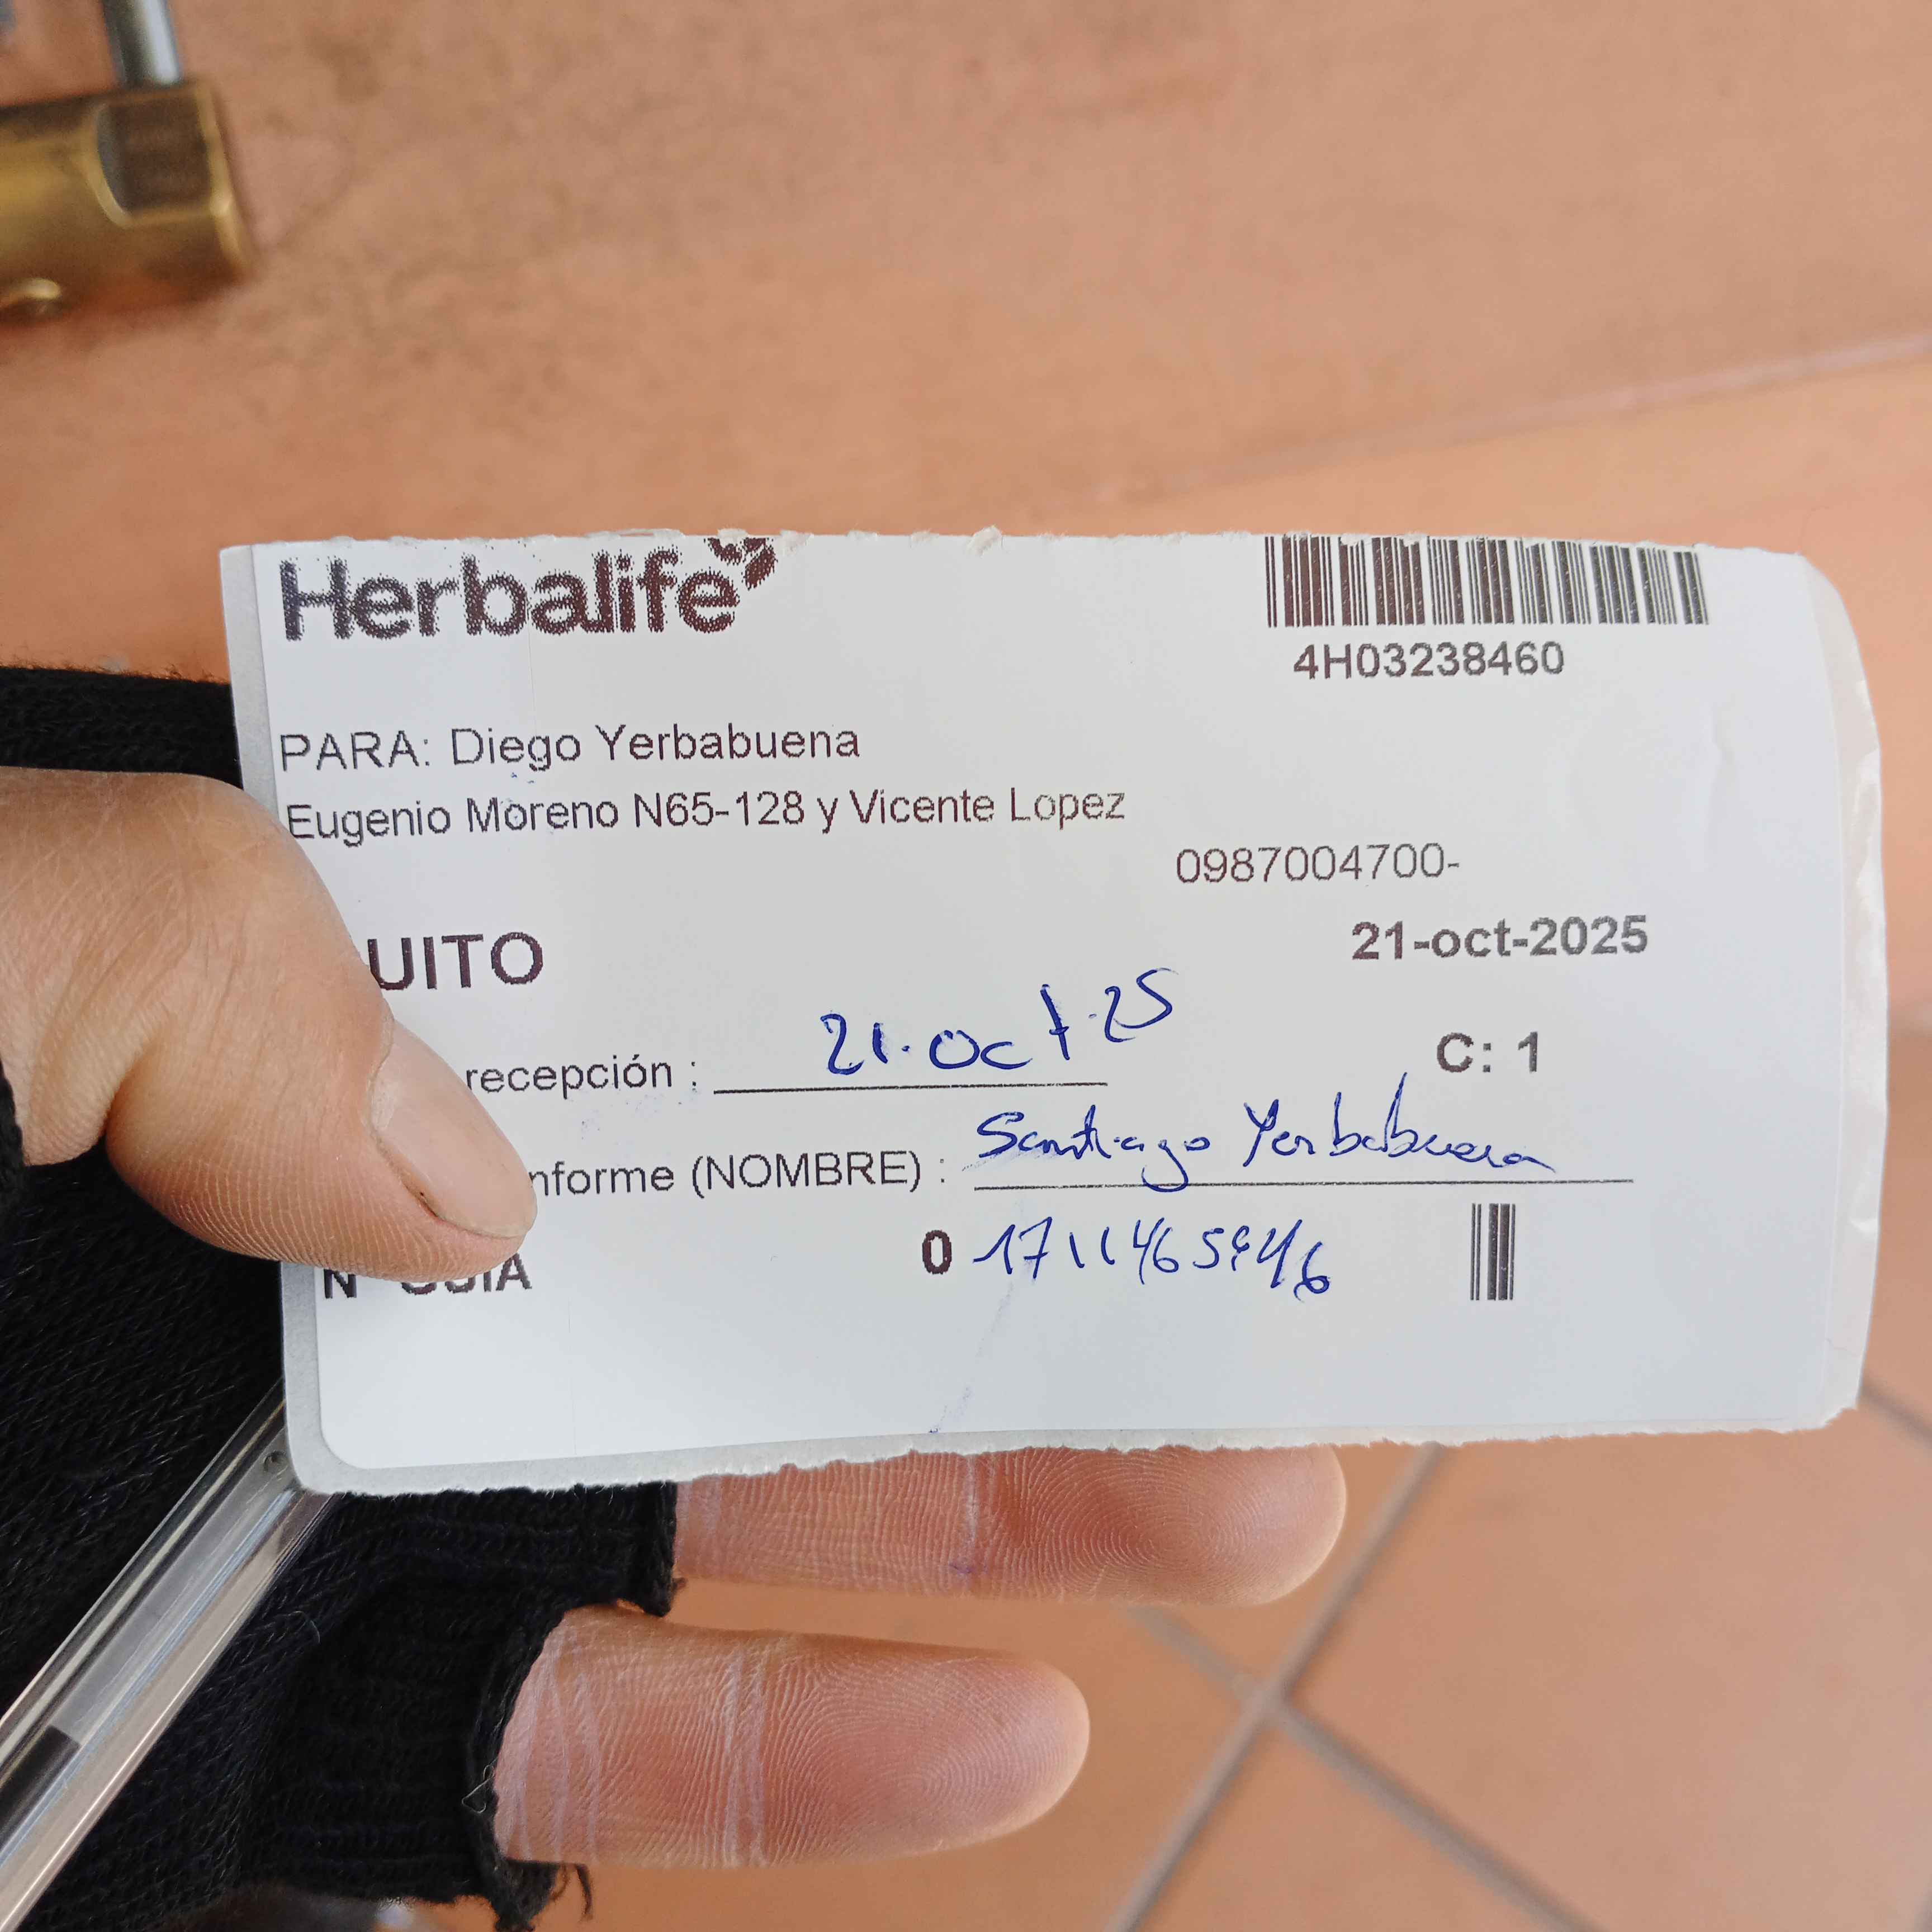 Herbalife
4H03238460
PARA: Diego Yerbabuena
Eugenio Moreno N65-128 y Vicente Lopez
0987004700-
UITO
21-oct-2025
recepción : 21.oct.25
C: 1
nforme (NOMBRE) : Santiago Yerbabuena
N° GUIA 0